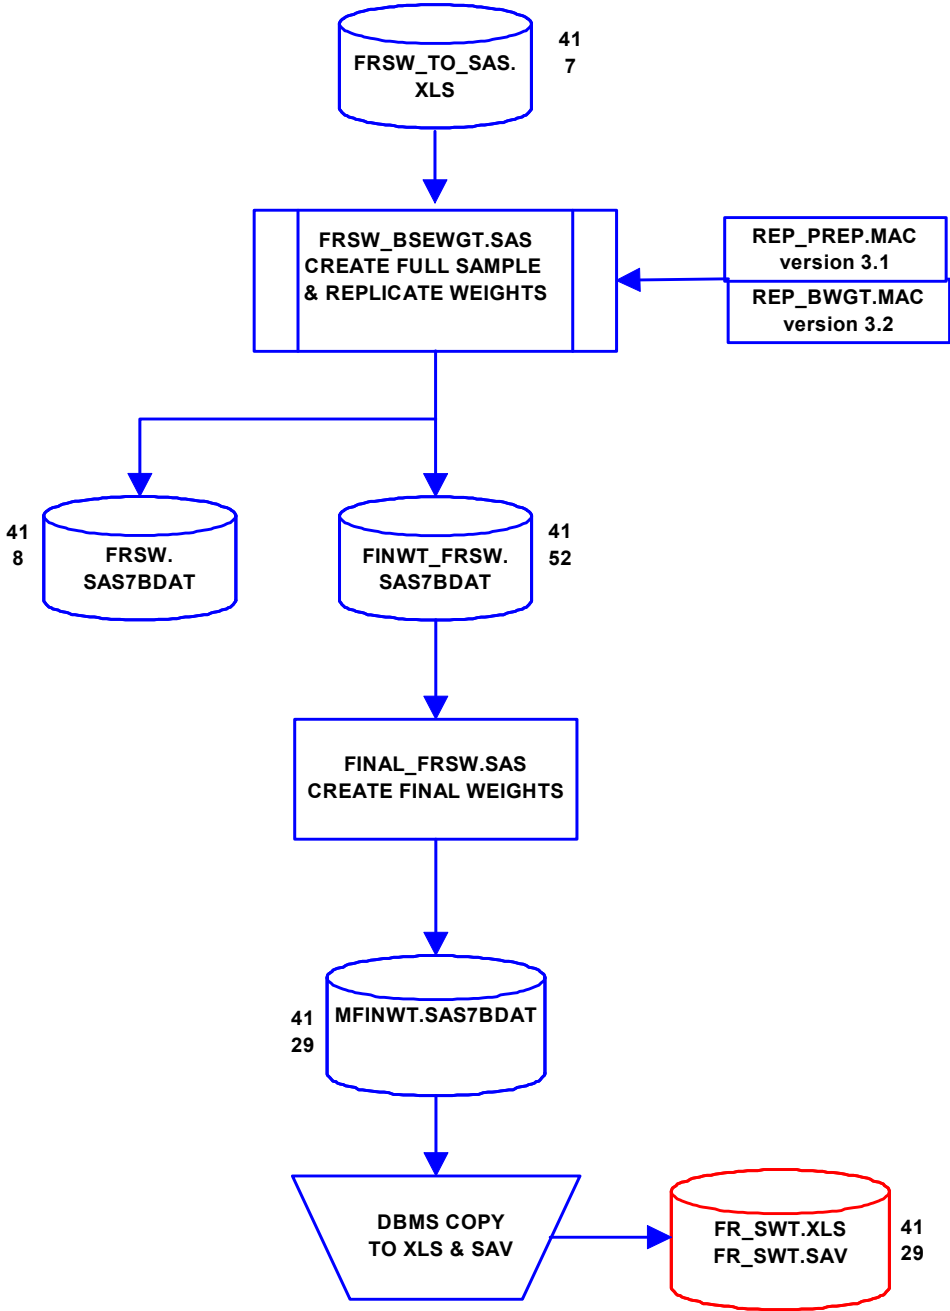 FRSW_TO_SAS.
XLS
41
7
FRSW_BSEWGT.SAS
CREATE FULL SAMPLE
& REPLICATE WEIGHTS
REP_PREP.MAC
version 3.1
REP_BWGT.MAC
version 3.2
41
8
FRSW.
SAS7BDAT
FINWT_FRSW.
SAS7BDAT
41
52
FINAL_FRSW.SAS
CREATE FINAL WEIGHTS
41
29
MFINWT.SAS7BDAT
DBMS COPY
TO XLS & SAV
FR_SWT.XLS
FR_SWT.SAV
41
29